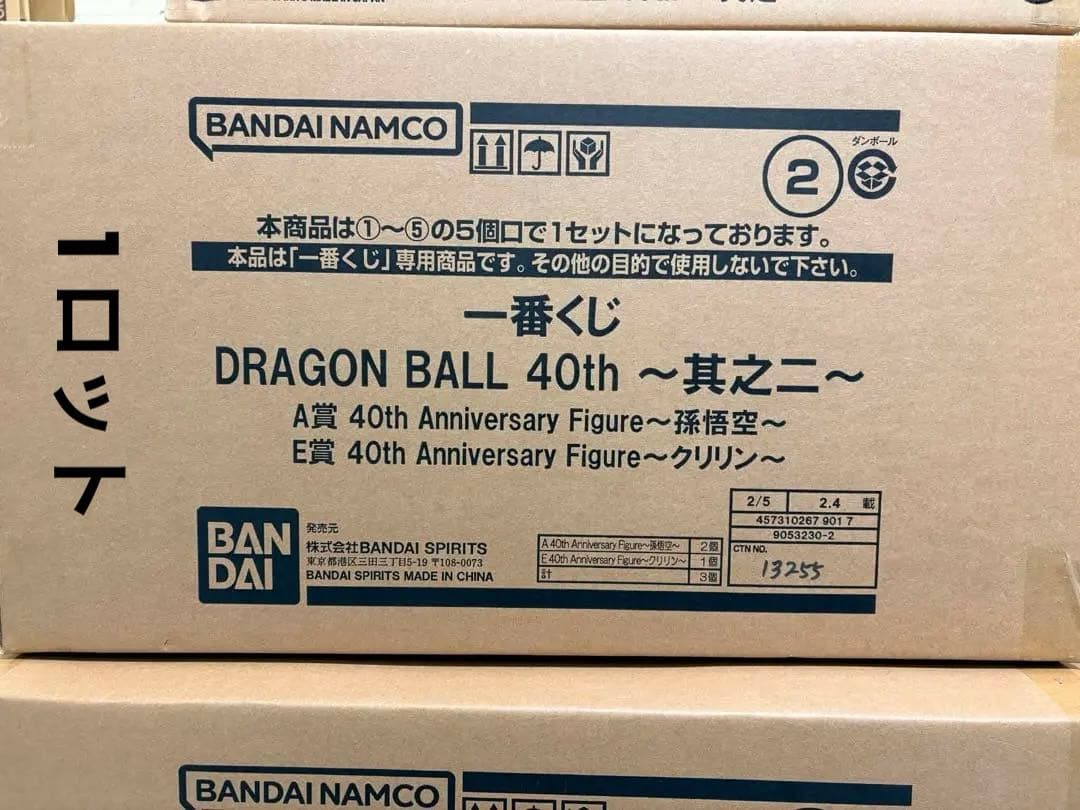 BANDAI NAMCO
2
ダンボール
本商品は①～⑤の5個口で1セットになっております。
本品は「一番くじ」専用商品です。その他の目的で使用しないで下さい。
一番くじ
DRAGON BALL 40th ～其之二～
A賞 40th Anniversary Figure～孫悟空～
E賞 40th Anniversary Figure～クリリン～
1ロット
BANDAI
発売元
株式会社BANDAI SPIRITS
東京都港区三田三丁目5-19 〒108-0073
BANDAI SPIRITS MADE IN CHINA
A 40th Anniversary Figure～孫悟空～ 2個
E 40th Anniversary Figure～クリリン～ 1個
計 3個
2/5 2.4 載
457310267 901 7
9053230-2
CTN NO.
13255
BANDAI NAMCO